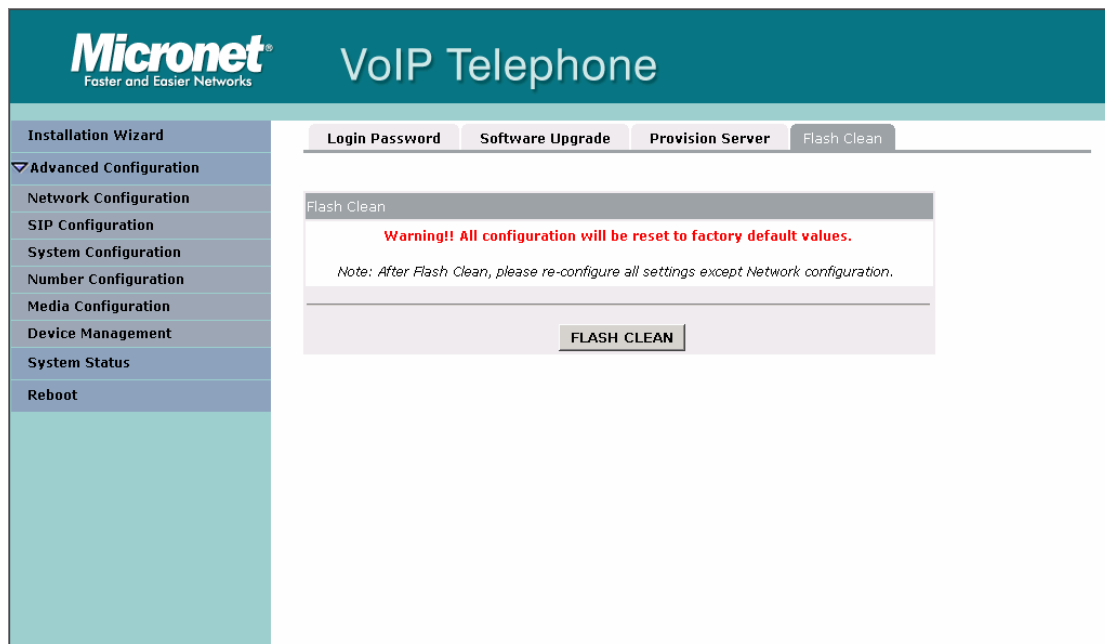 Micronet®
Faster and Easier Networks
VoIP Telephone
Installation Wizard
Advanced Configuration
Network Configuration
SIP Configuration
System Configuration
Number Configuration
Media Configuration
Device Management
System Status
Reboot
Login Password Software Upgrade Provision Server Flash Clean
Flash Clean
Warning!! All configuration will be reset to factory default values.
Note: After Flash Clean, please re-configure all settings except Network configuration.
FLASH CLEAN